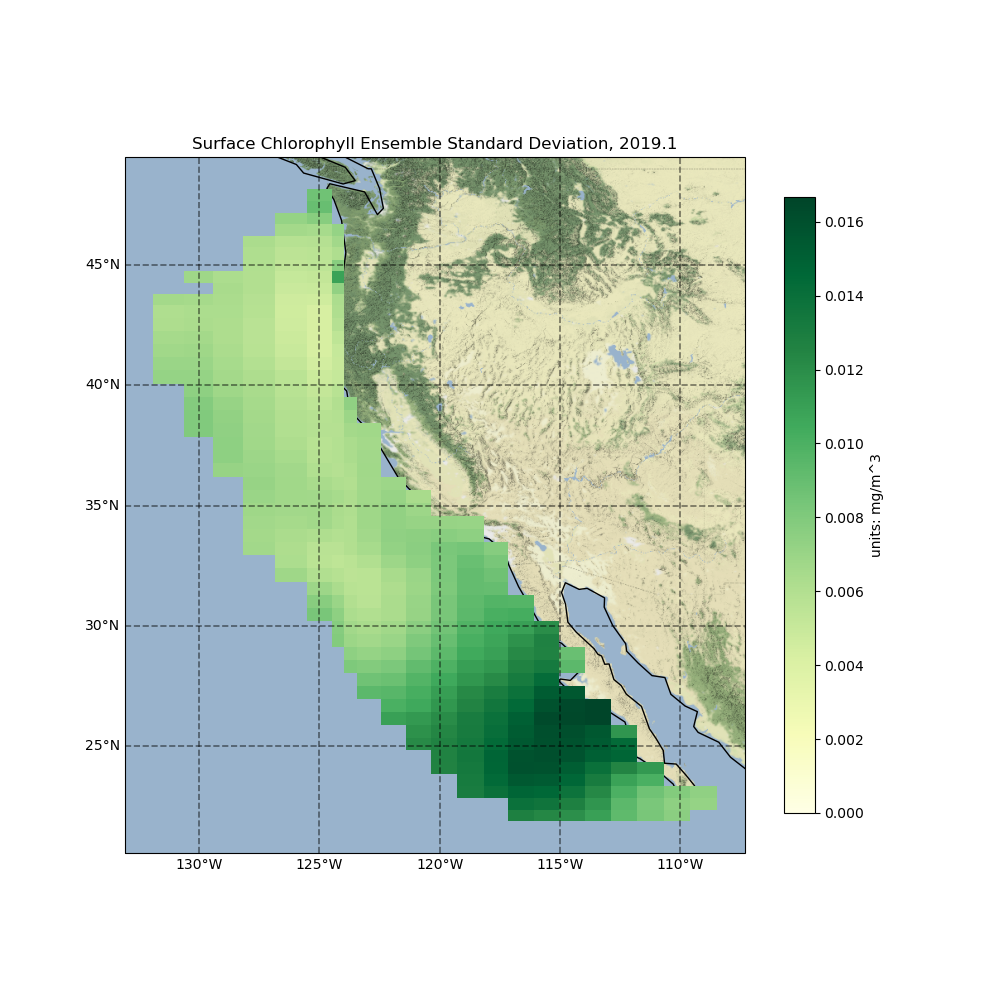 Surface Chlorophyll Ensemble Standard Deviation, 2019.1
45°N
40°N
35°N
30°N
25°N
130°W 125°W 120°W 115°W 110°W
0.016
0.014
0.012
0.010
0.008
0.006
0.004
0.002
0.000
units: mg/m^3